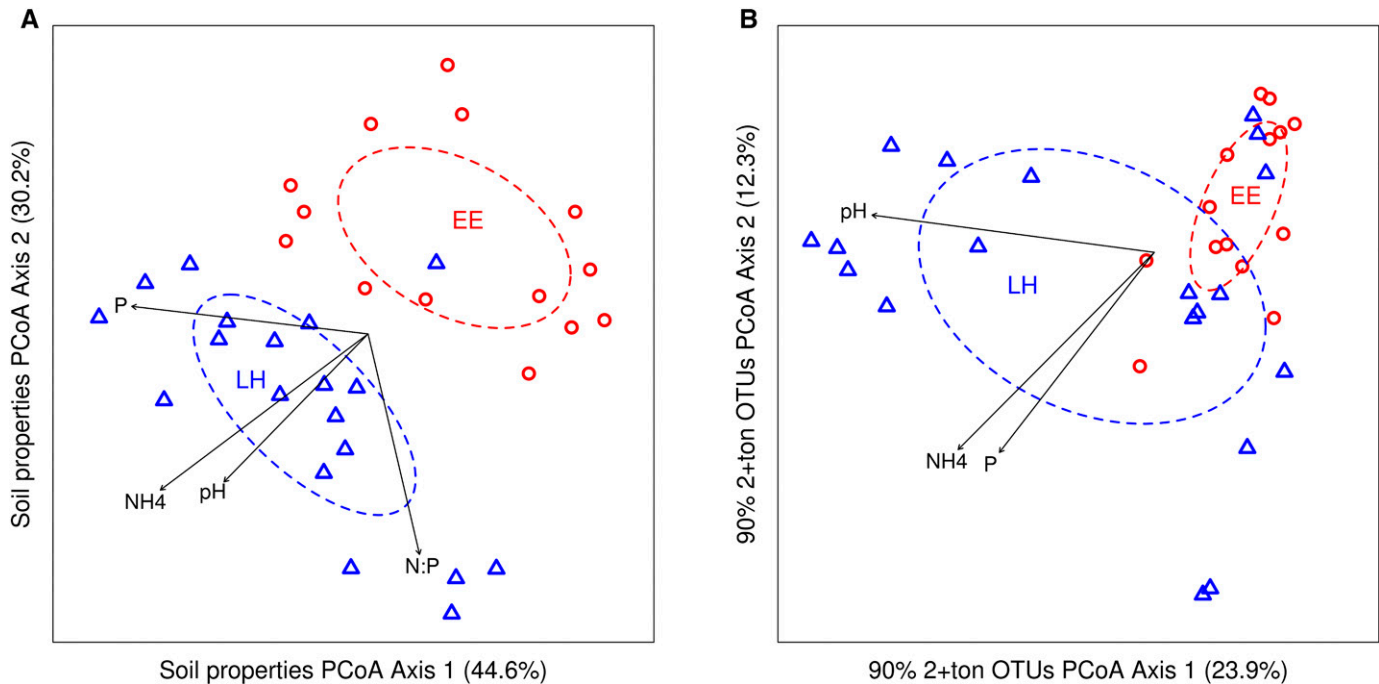 A
Soil properties PCoA Axis 2 (30.2%)
EE
P
LH
NH4
pH
N:P
Soil properties PCoA Axis 1 (44.6%)
B
90% 2+ton OTUs PCoA Axis 2 (12.3%)
EE
pH
LH
NH4
P
90% 2+ton OTUs PCoA Axis 1 (23.9%)